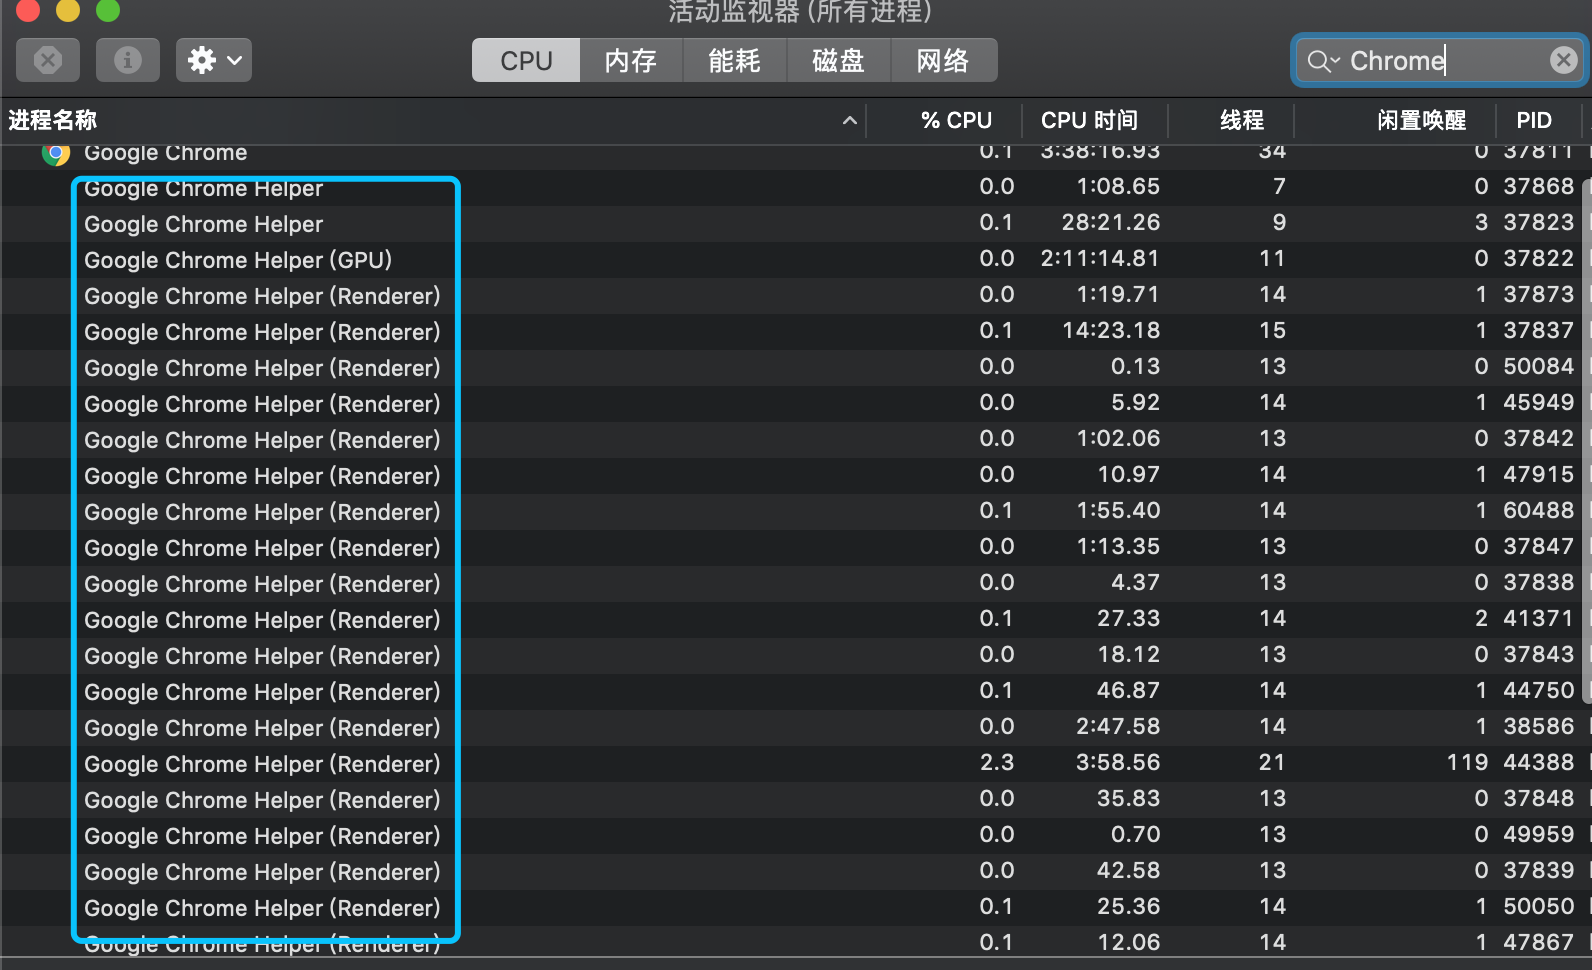 活动监视器 (所有进程)
CPU 内存 能耗 磁盘 网络 Chrome
进程名称 % CPU CPU 时间 线程 闲置唤醒 PID
Google Chrome 0.1 3:38:16.93 34 0 37811
Google Chrome Helper 0.0 1:08.65 7 0 37868
Google Chrome Helper 0.1 28:21.26 9 3 37823
Google Chrome Helper (GPU) 0.0 2:11:14.81 11 0 37822
Google Chrome Helper (Renderer) 0.0 1:19.71 14 1 37873
Google Chrome Helper (Renderer) 0.1 14:23.18 15 1 37837
Google Chrome Helper (Renderer) 0.0 0.13 13 0 50084
Google Chrome Helper (Renderer) 0.0 5.92 14 1 45949
Google Chrome Helper (Renderer) 0.0 1:02.06 13 0 37842
Google Chrome Helper (Renderer) 0.0 10.97 14 1 47915
Google Chrome Helper (Renderer) 0.1 1:55.40 14 1 60488
Google Chrome Helper (Renderer) 0.0 1:13.35 13 0 37847
Google Chrome Helper (Renderer) 0.0 4.37 13 0 37838
Google Chrome Helper (Renderer) 0.1 27.33 14 2 41371
Google Chrome Helper (Renderer) 0.0 18.12 13 0 37843
Google Chrome Helper (Renderer) 0.1 46.87 14 1 44750
Google Chrome Helper (Renderer) 0.0 2:47.58 14 1 38586
Google Chrome Helper (Renderer) 2.3 3:58.56 21 119 44388
Google Chrome Helper (Renderer) 0.0 35.83 13 0 37848
Google Chrome Helper (Renderer) 0.0 0.70 13 0 49959
Google Chrome Helper (Renderer) 0.0 42.58 13 0 37839
Google Chrome Helper (Renderer) 0.1 25.36 14 1 50050
Google Chrome Helper (Renderer) 0.1 12.06 14 1 47867